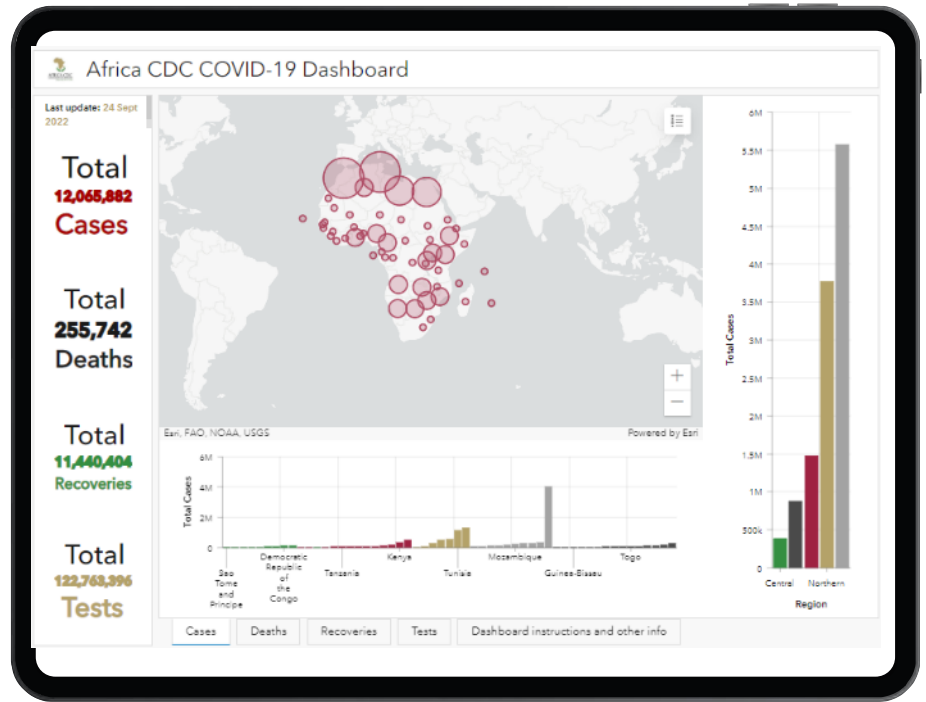 Africa CDC COVID-19 Dashboard
Last update: 24 Sept
2022
Total
12,065,882
Cases
Total
255,742
Deaths
Total
11,440,404
Recoveries
Total
122,763,396
Tests
Esri, FAO, NOAA, USGS
Powered by Esri
Total Cases
6M
4M
2M
0
Sao
Tome
and
Principe
Democratic
Republic
of
the
Congo
Tanzania
Kenya
Tunisia
Mozambique
Guinea-Bissau
Togo
Total Cases
6M
5.5M
5M
4.5M
4M
3.5M
3M
2.5M
2M
1.5M
1M
500k
0
Central
Northern
Region
Cases
Deaths
Recoveries
Tests
Dashboard instructions and other info